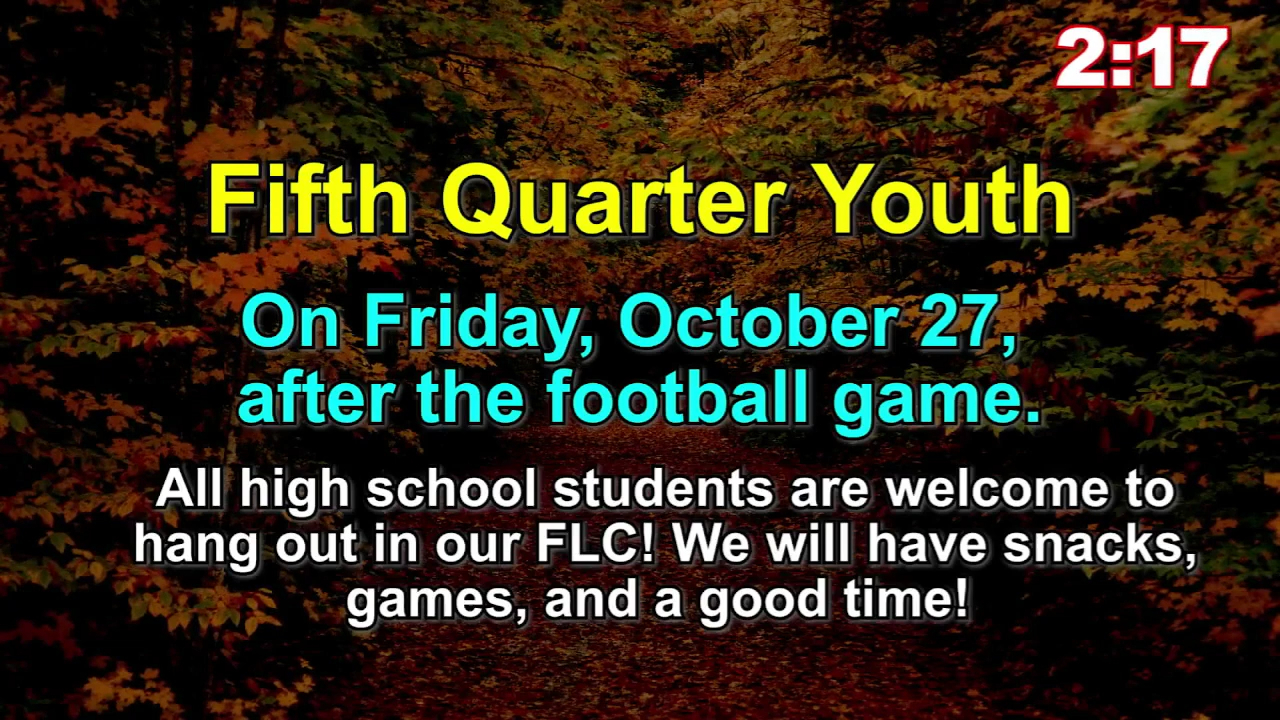 2:17
Fifth Quarter Youth
On Friday, October 27,
after the football game.
All high school students are welcome to
hang out in our FLC! We will have snacks,
games, and a good time!